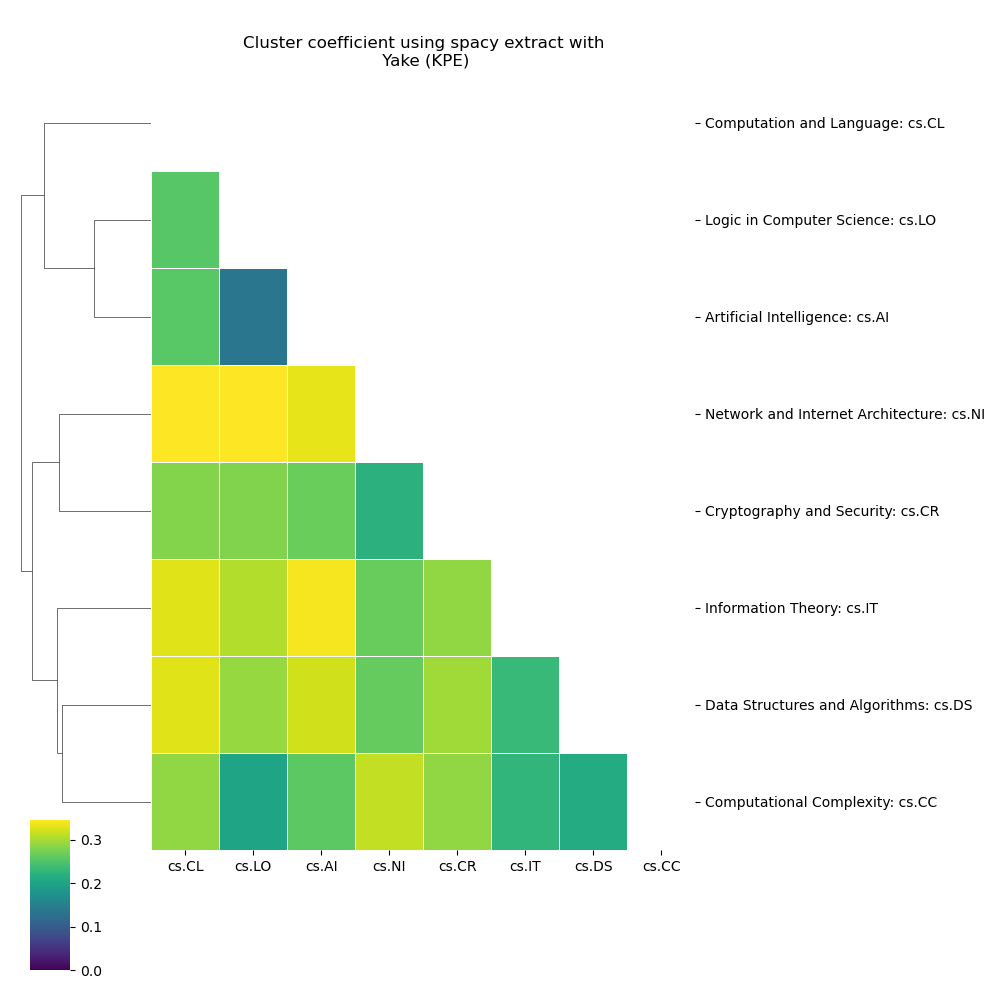 Cluster coefficient using spacy extract with
Yake (KPE)
Computation and Language: cs.CL
Logic in Computer Science: cs.LO
Artificial Intelligence: cs.AI
Network and Internet Architecture: cs.NI
Cryptography and Security: cs.CR
Information Theory: cs.IT
Data Structures and Algorithms: cs.DS
Computational Complexity: cs.CC
cs.CL cs.LO cs.AI cs.NI cs.CR cs.IT cs.DS cs.CC
0.3
0.2
0.1
0.0